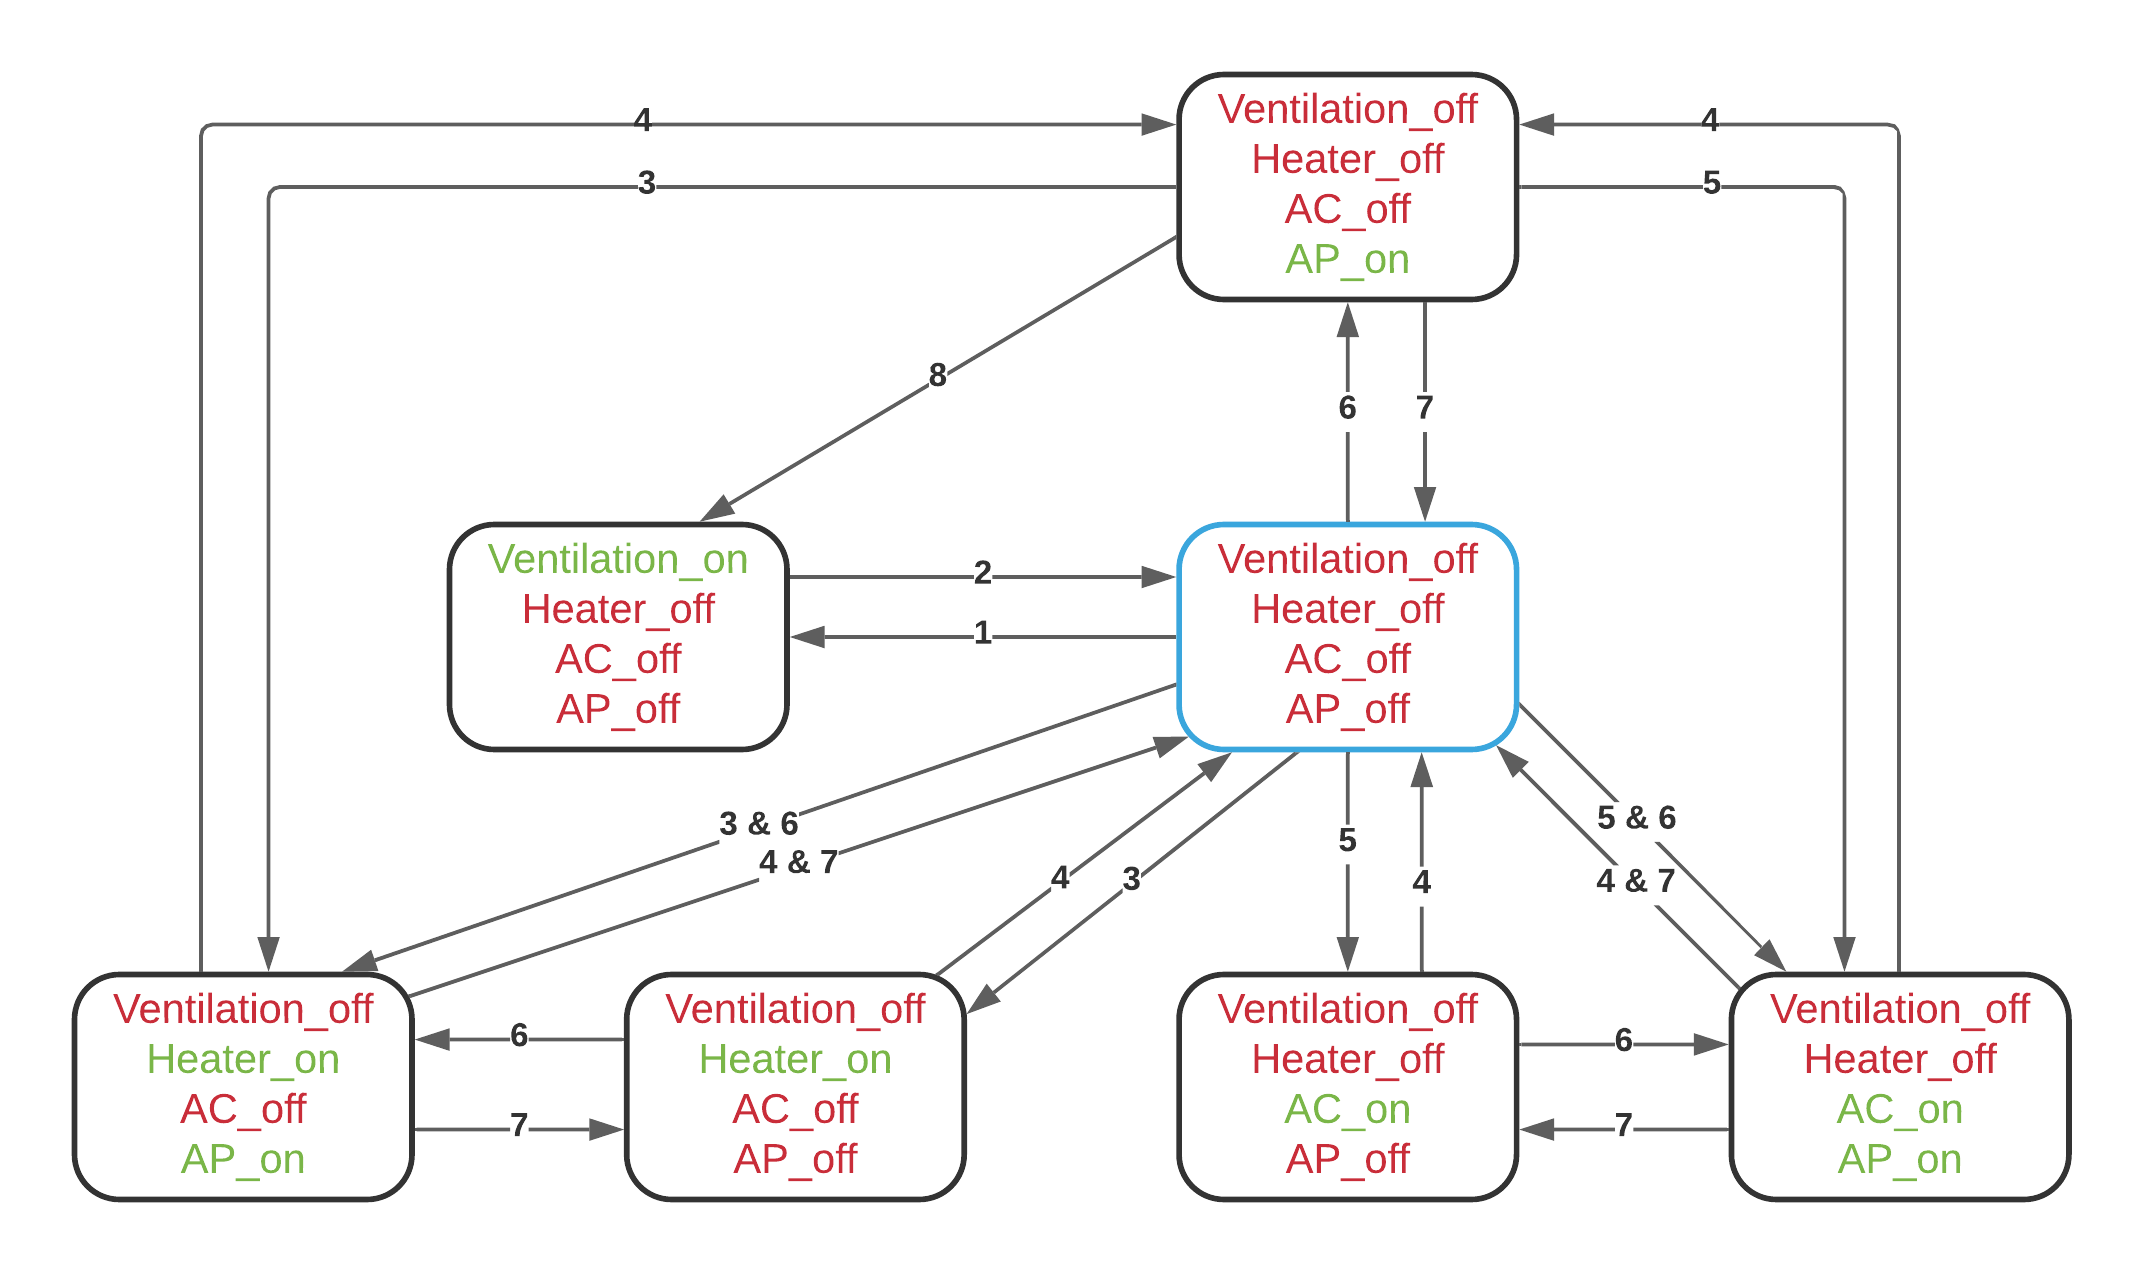 Ventilation_off
Heater_off
AC_off
AP_on
4
4
3
5
8
6
7
Ventilation_on
Heater_off
AC_off
AP_off
2
1
Ventilation_off
Heater_off
AC_off
AP_off
3 & 6
4 & 7
4
3
5
4
5 & 6
4 & 7
Ventilation_off
Heater_on
AC_off
AP_on
6
7
Ventilation_off
Heater_on
AC_off
AP_off
Ventilation_off
Heater_off
AC_on
AP_off
6
7
Ventilation_off
Heater_off
AC_on
AP_on